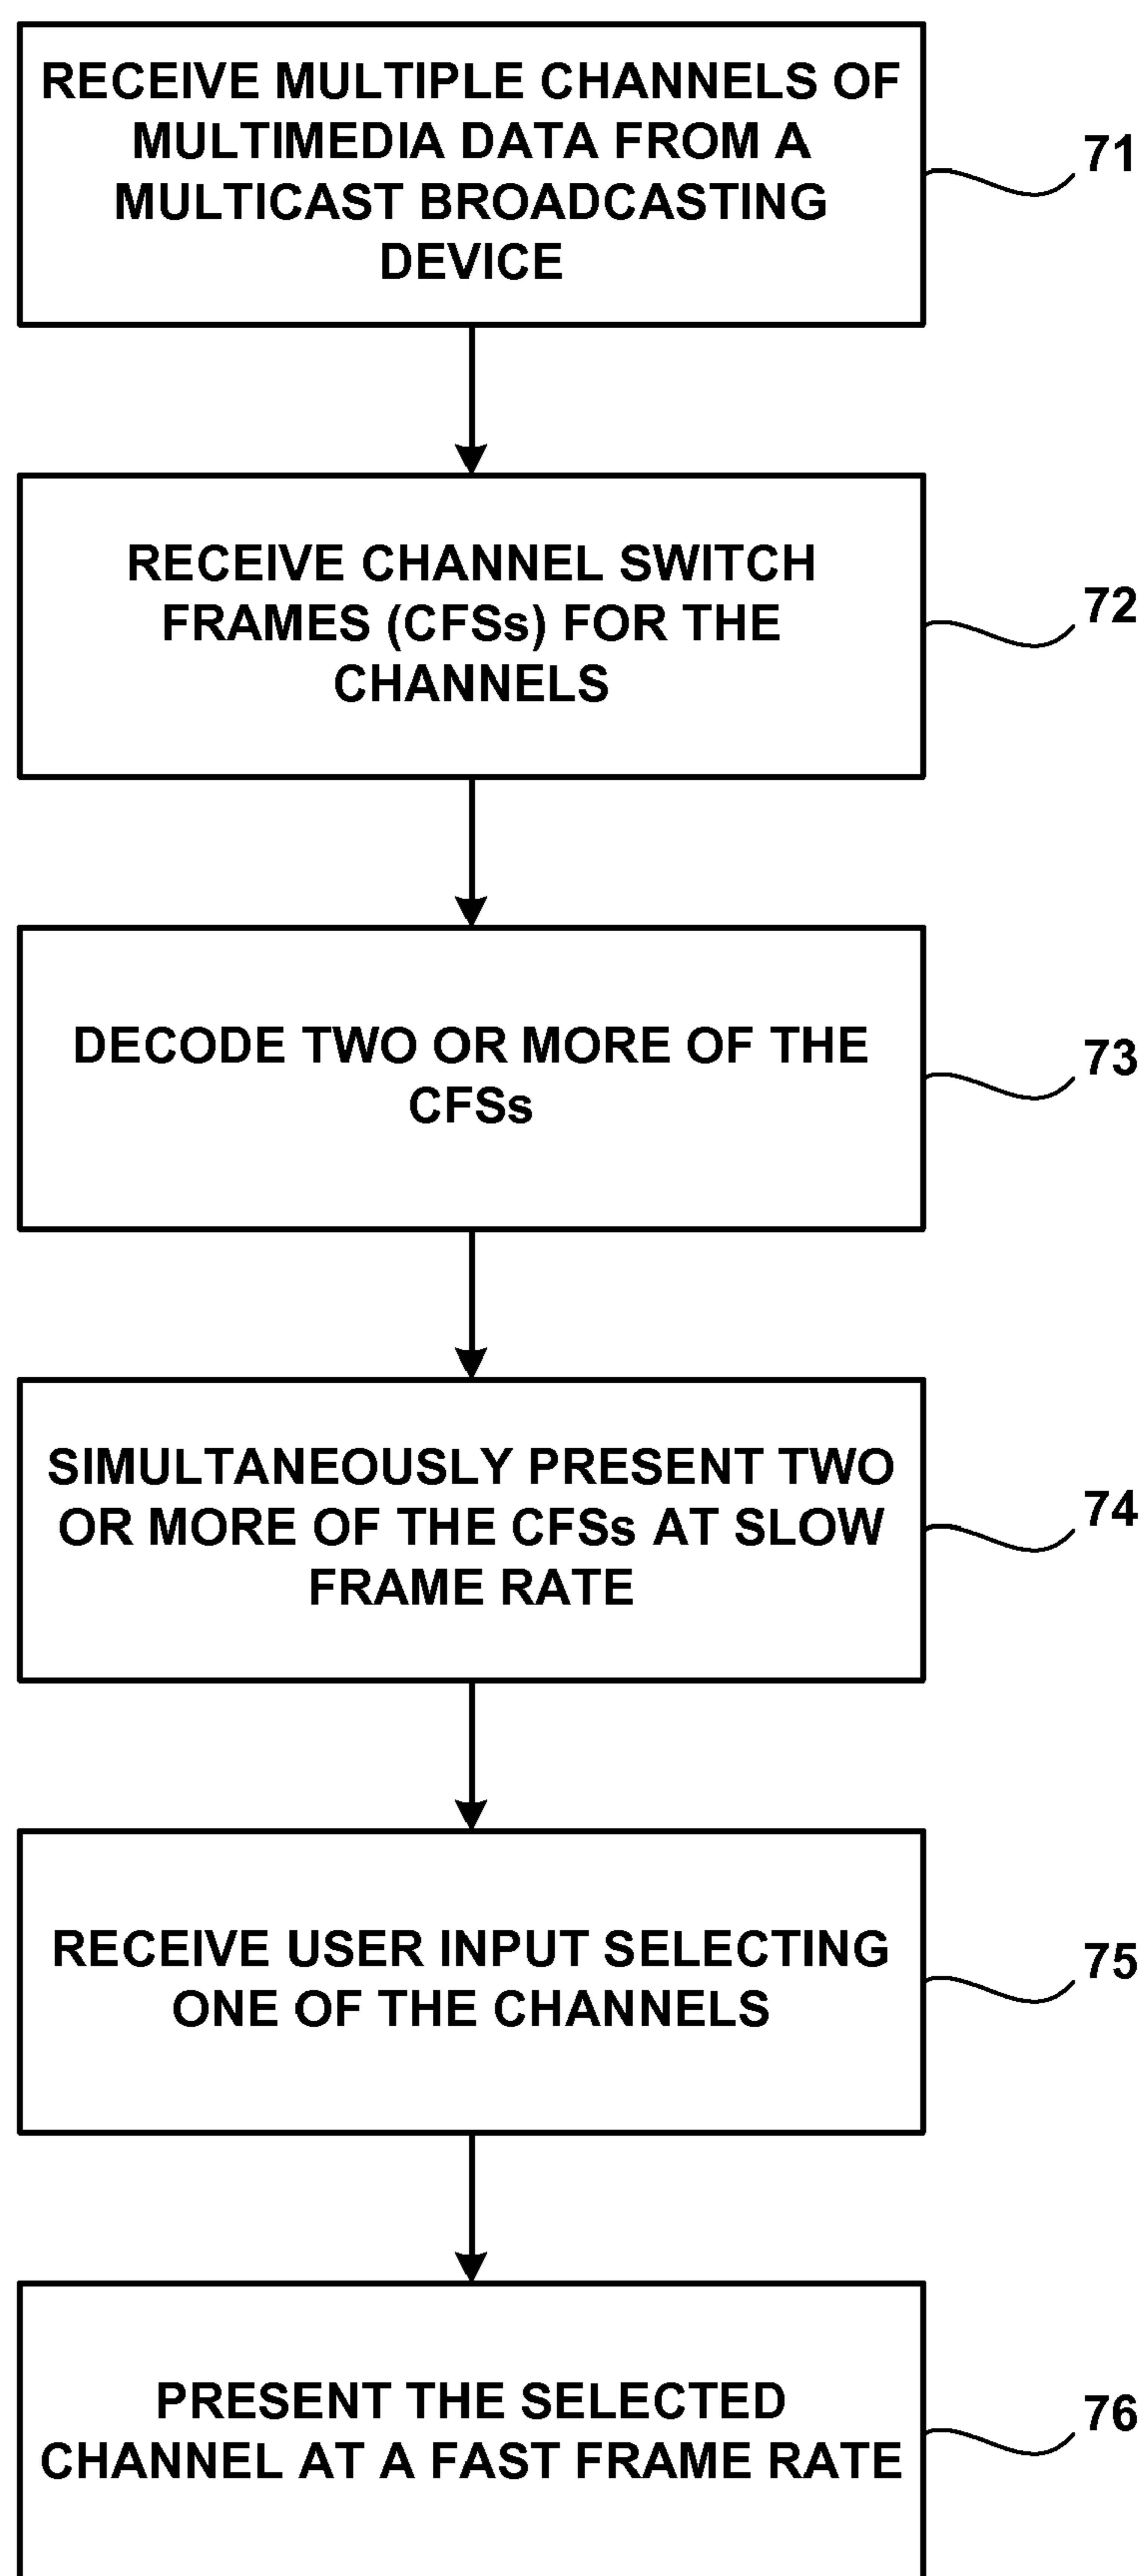 RECEIVE MULTIPLE CHANNELS OF
MULTIMEDIA DATA FROM A
MULTICAST BROADCASTING
DEVICE
71
RECEIVE CHANNEL SWITCH
FRAMES (CFSs) FOR THE
CHANNELS
72
DECODE TWO OR MORE OF THE
CFSs
73
SIMULTANEOUSLY PRESENT TWO
OR MORE OF THE CFSs AT SLOW
FRAME RATE
74
RECEIVE USER INPUT SELECTING
ONE OF THE CHANNELS
75
PRESENT THE SELECTED
CHANNEL AT A FAST FRAME RATE
76